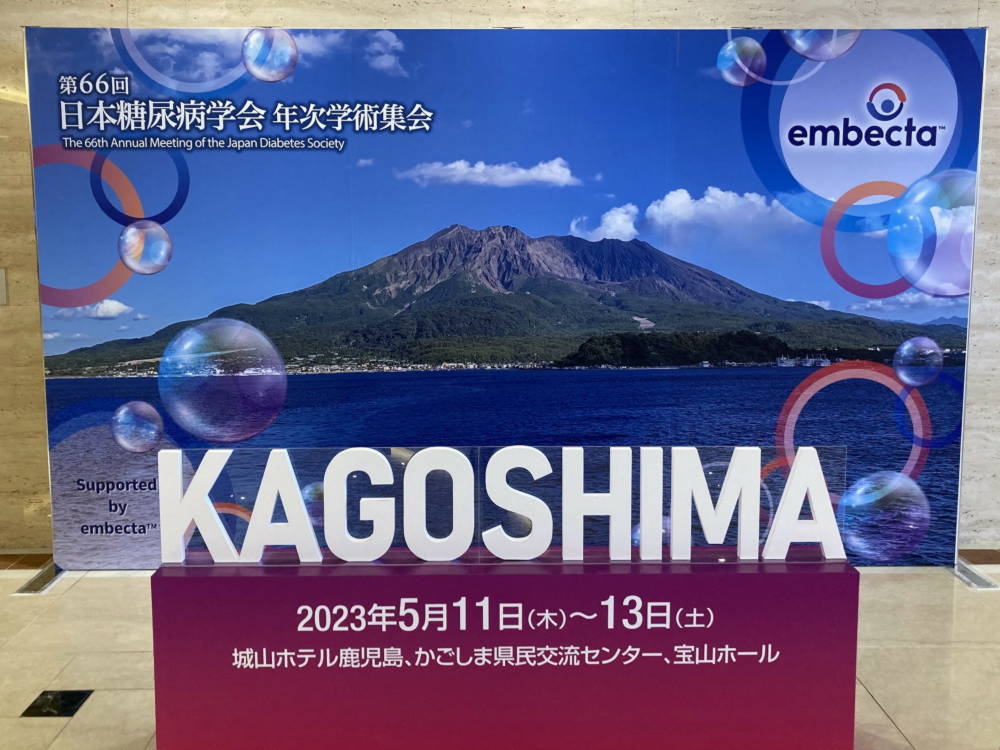 第66回
日本糖尿病学会 年次学術集会
The 66th Annual Meeting of the Japan Diabetes Society
embecta™
Supported
by
embecta™
KAGOSHIMA
2023年5月11日(木)～13日(土)
城山ホテル鹿児島、かごしま県民交流センター、宝山ホール